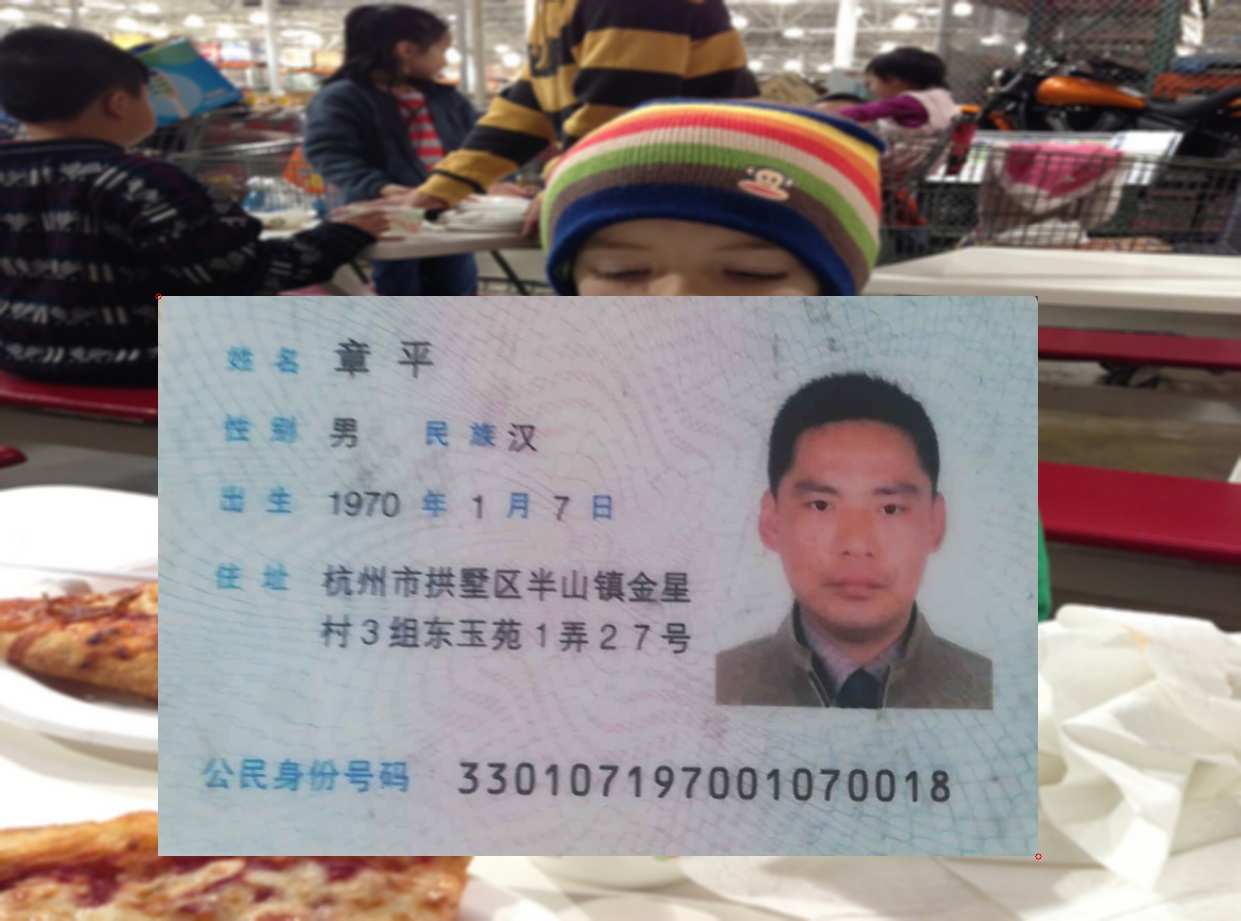 姓名 章平
性别 男 民族 汉
出生 1970 年 1 月 7 日
住址 杭州市拱墅区半山镇金星
村3组东玉苑1弄27号
公民身份号码 330107197001070018